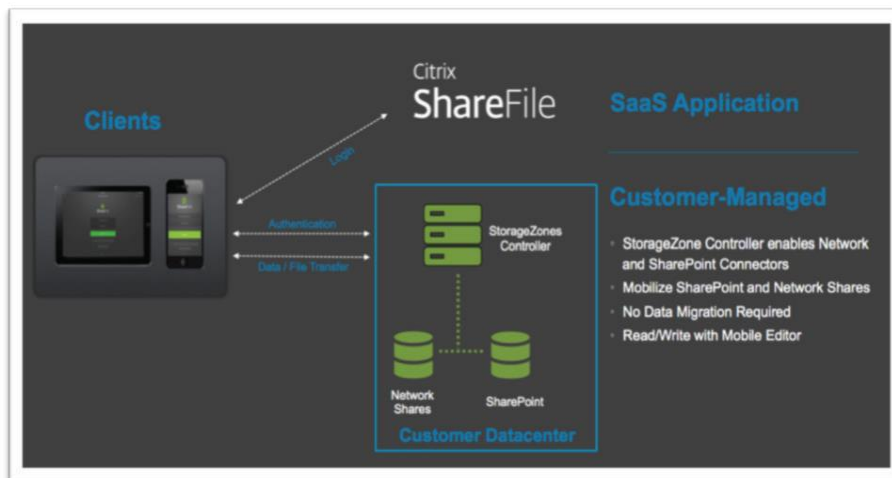 Citrix
ShareFile
SaaS Application
Clients
Login
Customer-Managed
Authentication
StorageZones
Controller
Data / File Transfer
StorageZone Controller enables Network
and SharePoint Connectors
Mobilize SharePoint and Network Shares
No Data Migration Required
Read/Write with Mobile Editor
Network
Shares
SharePoint
Customer Datacenter